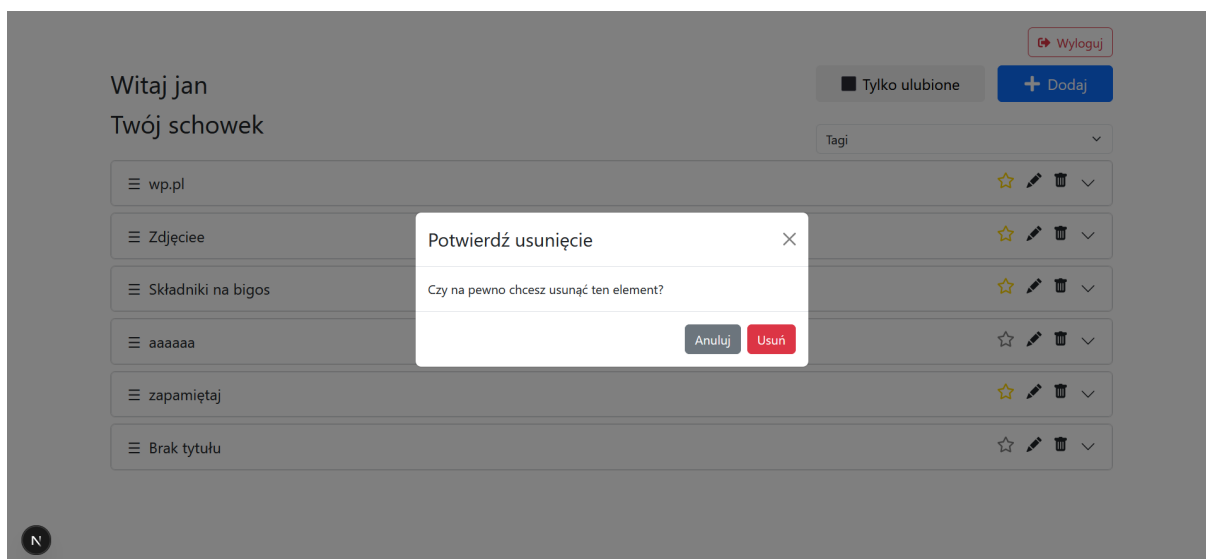 Wyloguj
Witaj jan
Tylko ulubione
Dodaj
Twój schowek
Tagi
wp.pl
Zdjęciee
Potwierdź usunięcie
Składniki na bigos
Czy na pewno chcesz usunąć ten element?
aaaaaa
Anuluj
Usuń
zapamiętaj
Brak tytułu
N